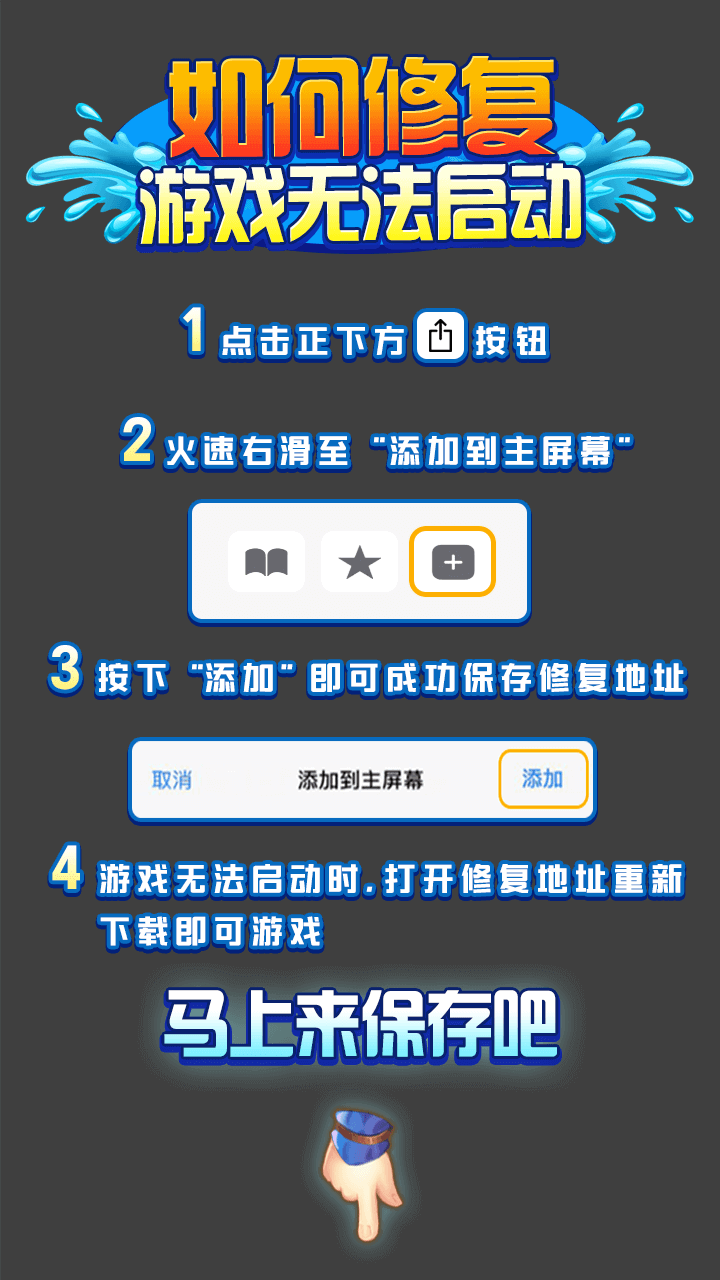 如何修复
游戏无法启动
1 点击正下方 按钮
2 火速右滑至 “添加到主屏幕”
3 按下 “添加” 即可成功保存修复地址
取消 添加到主屏幕 添加
4 游戏无法启动时,打开修复地址重新
下载即可游戏
马上来保存吧